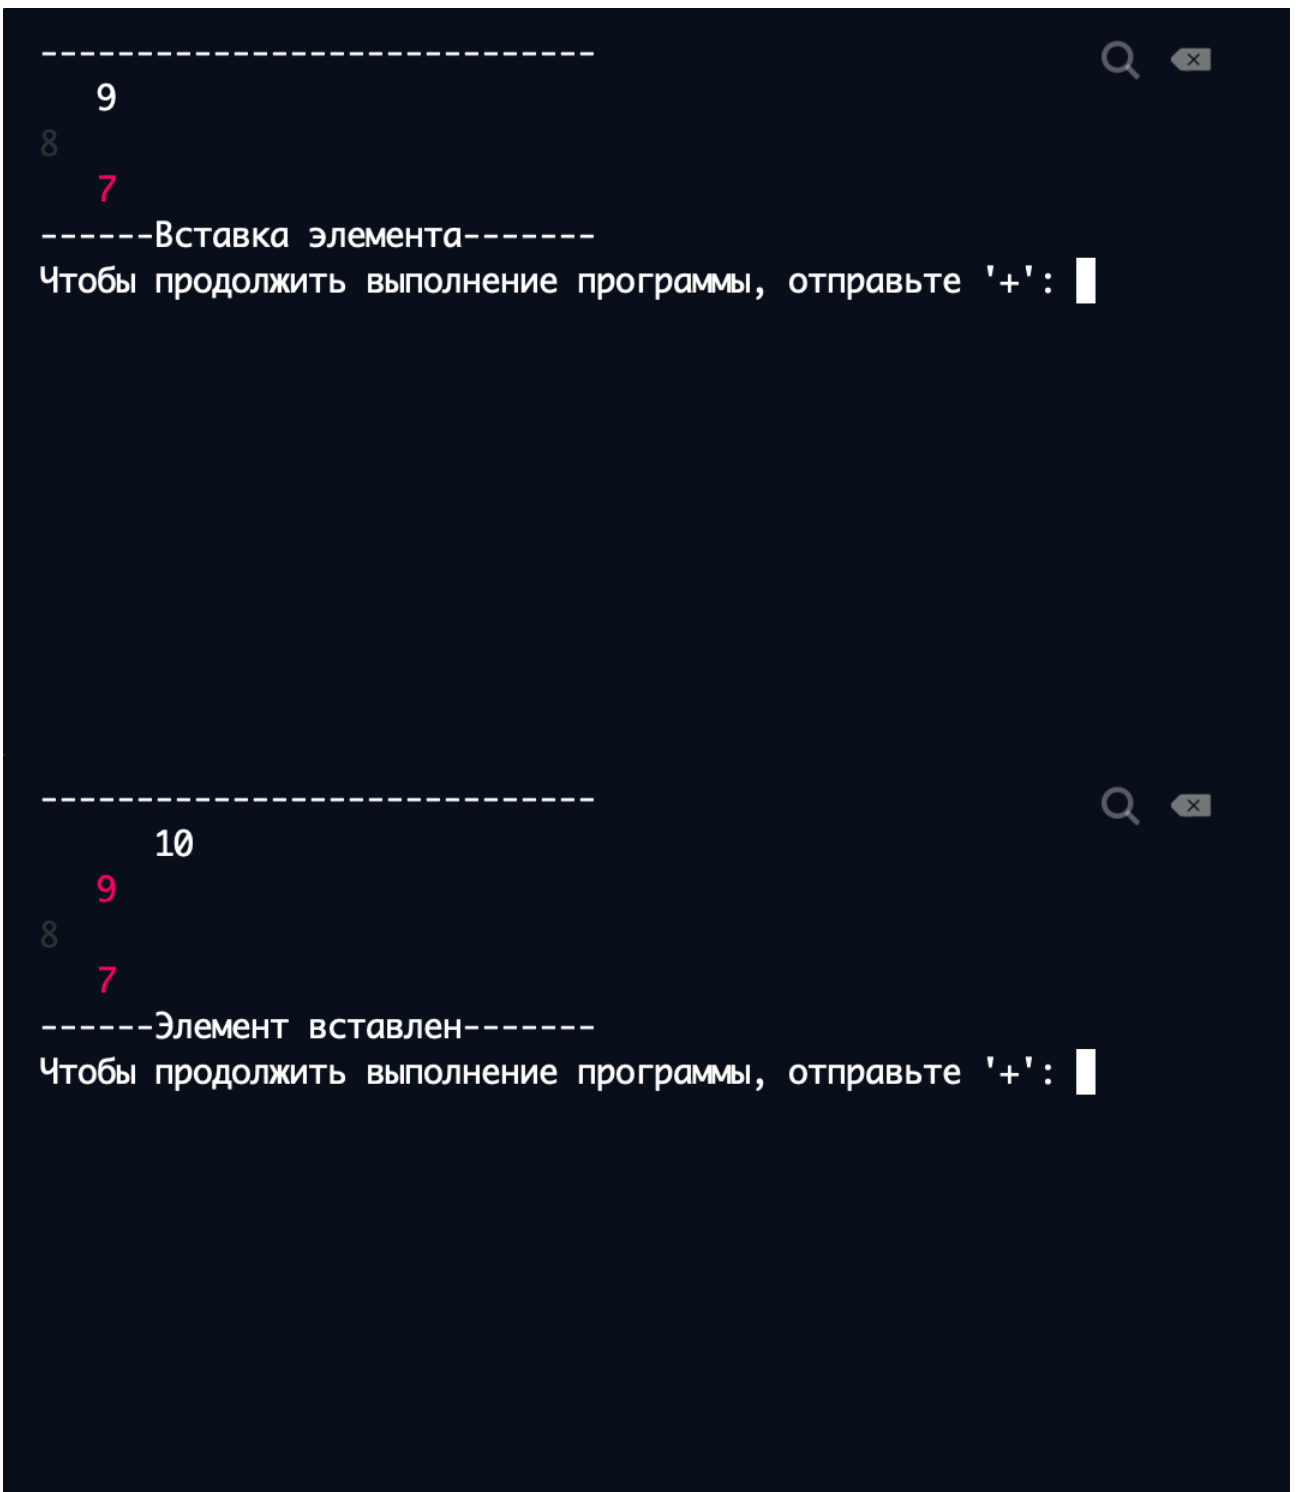 -----------------------------
9
8
7
------Вставка элемента-------
Чтобы продолжить выполнение программы, отправьте '+':
-----------------------------
10
9
8
7
------Элемент вставлен-------
Чтобы продолжить выполнение программы, отправьте '+':